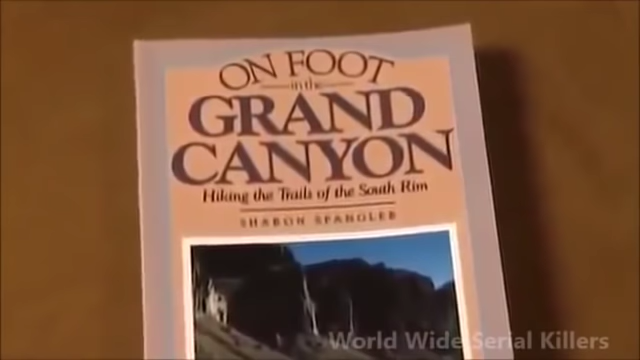 ON FOOT
in the
GRAND
CANYON
Hiking the Trails of the South Rim
SHARON SPANGLER
World Wide Serial Killers